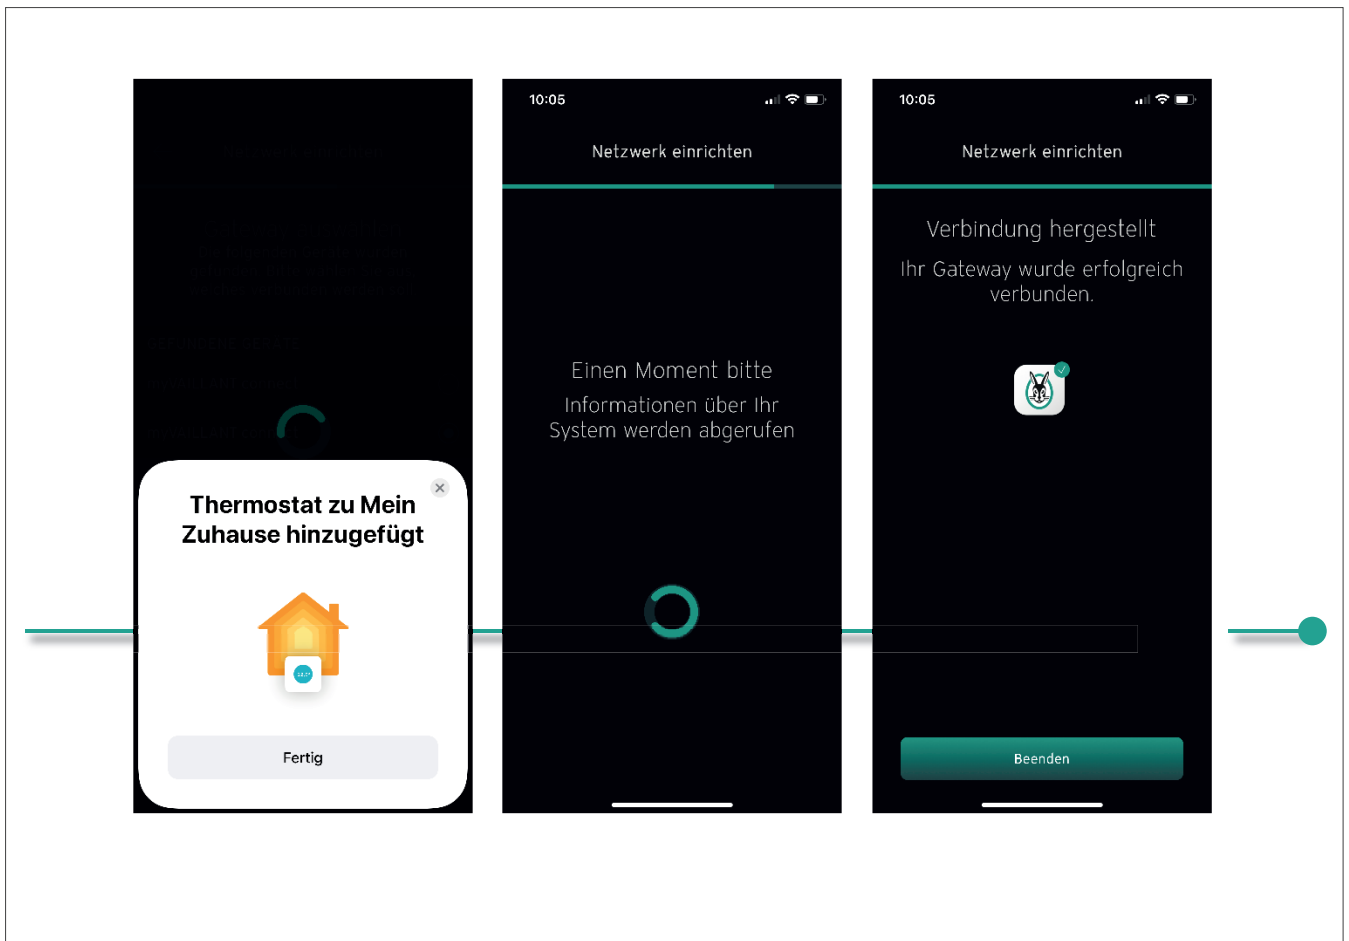 Thermostat zu Mein
Zuhause hinzugefügt
Fertig
10:05
Netzwerk einrichten
Einen Moment bitte
Informationen über Ihr
System werden abgerufen
10:05
Netzwerk einrichten
Verbindung hergestellt
Ihr Gateway wurde erfolgreich
verbunden.
Beenden